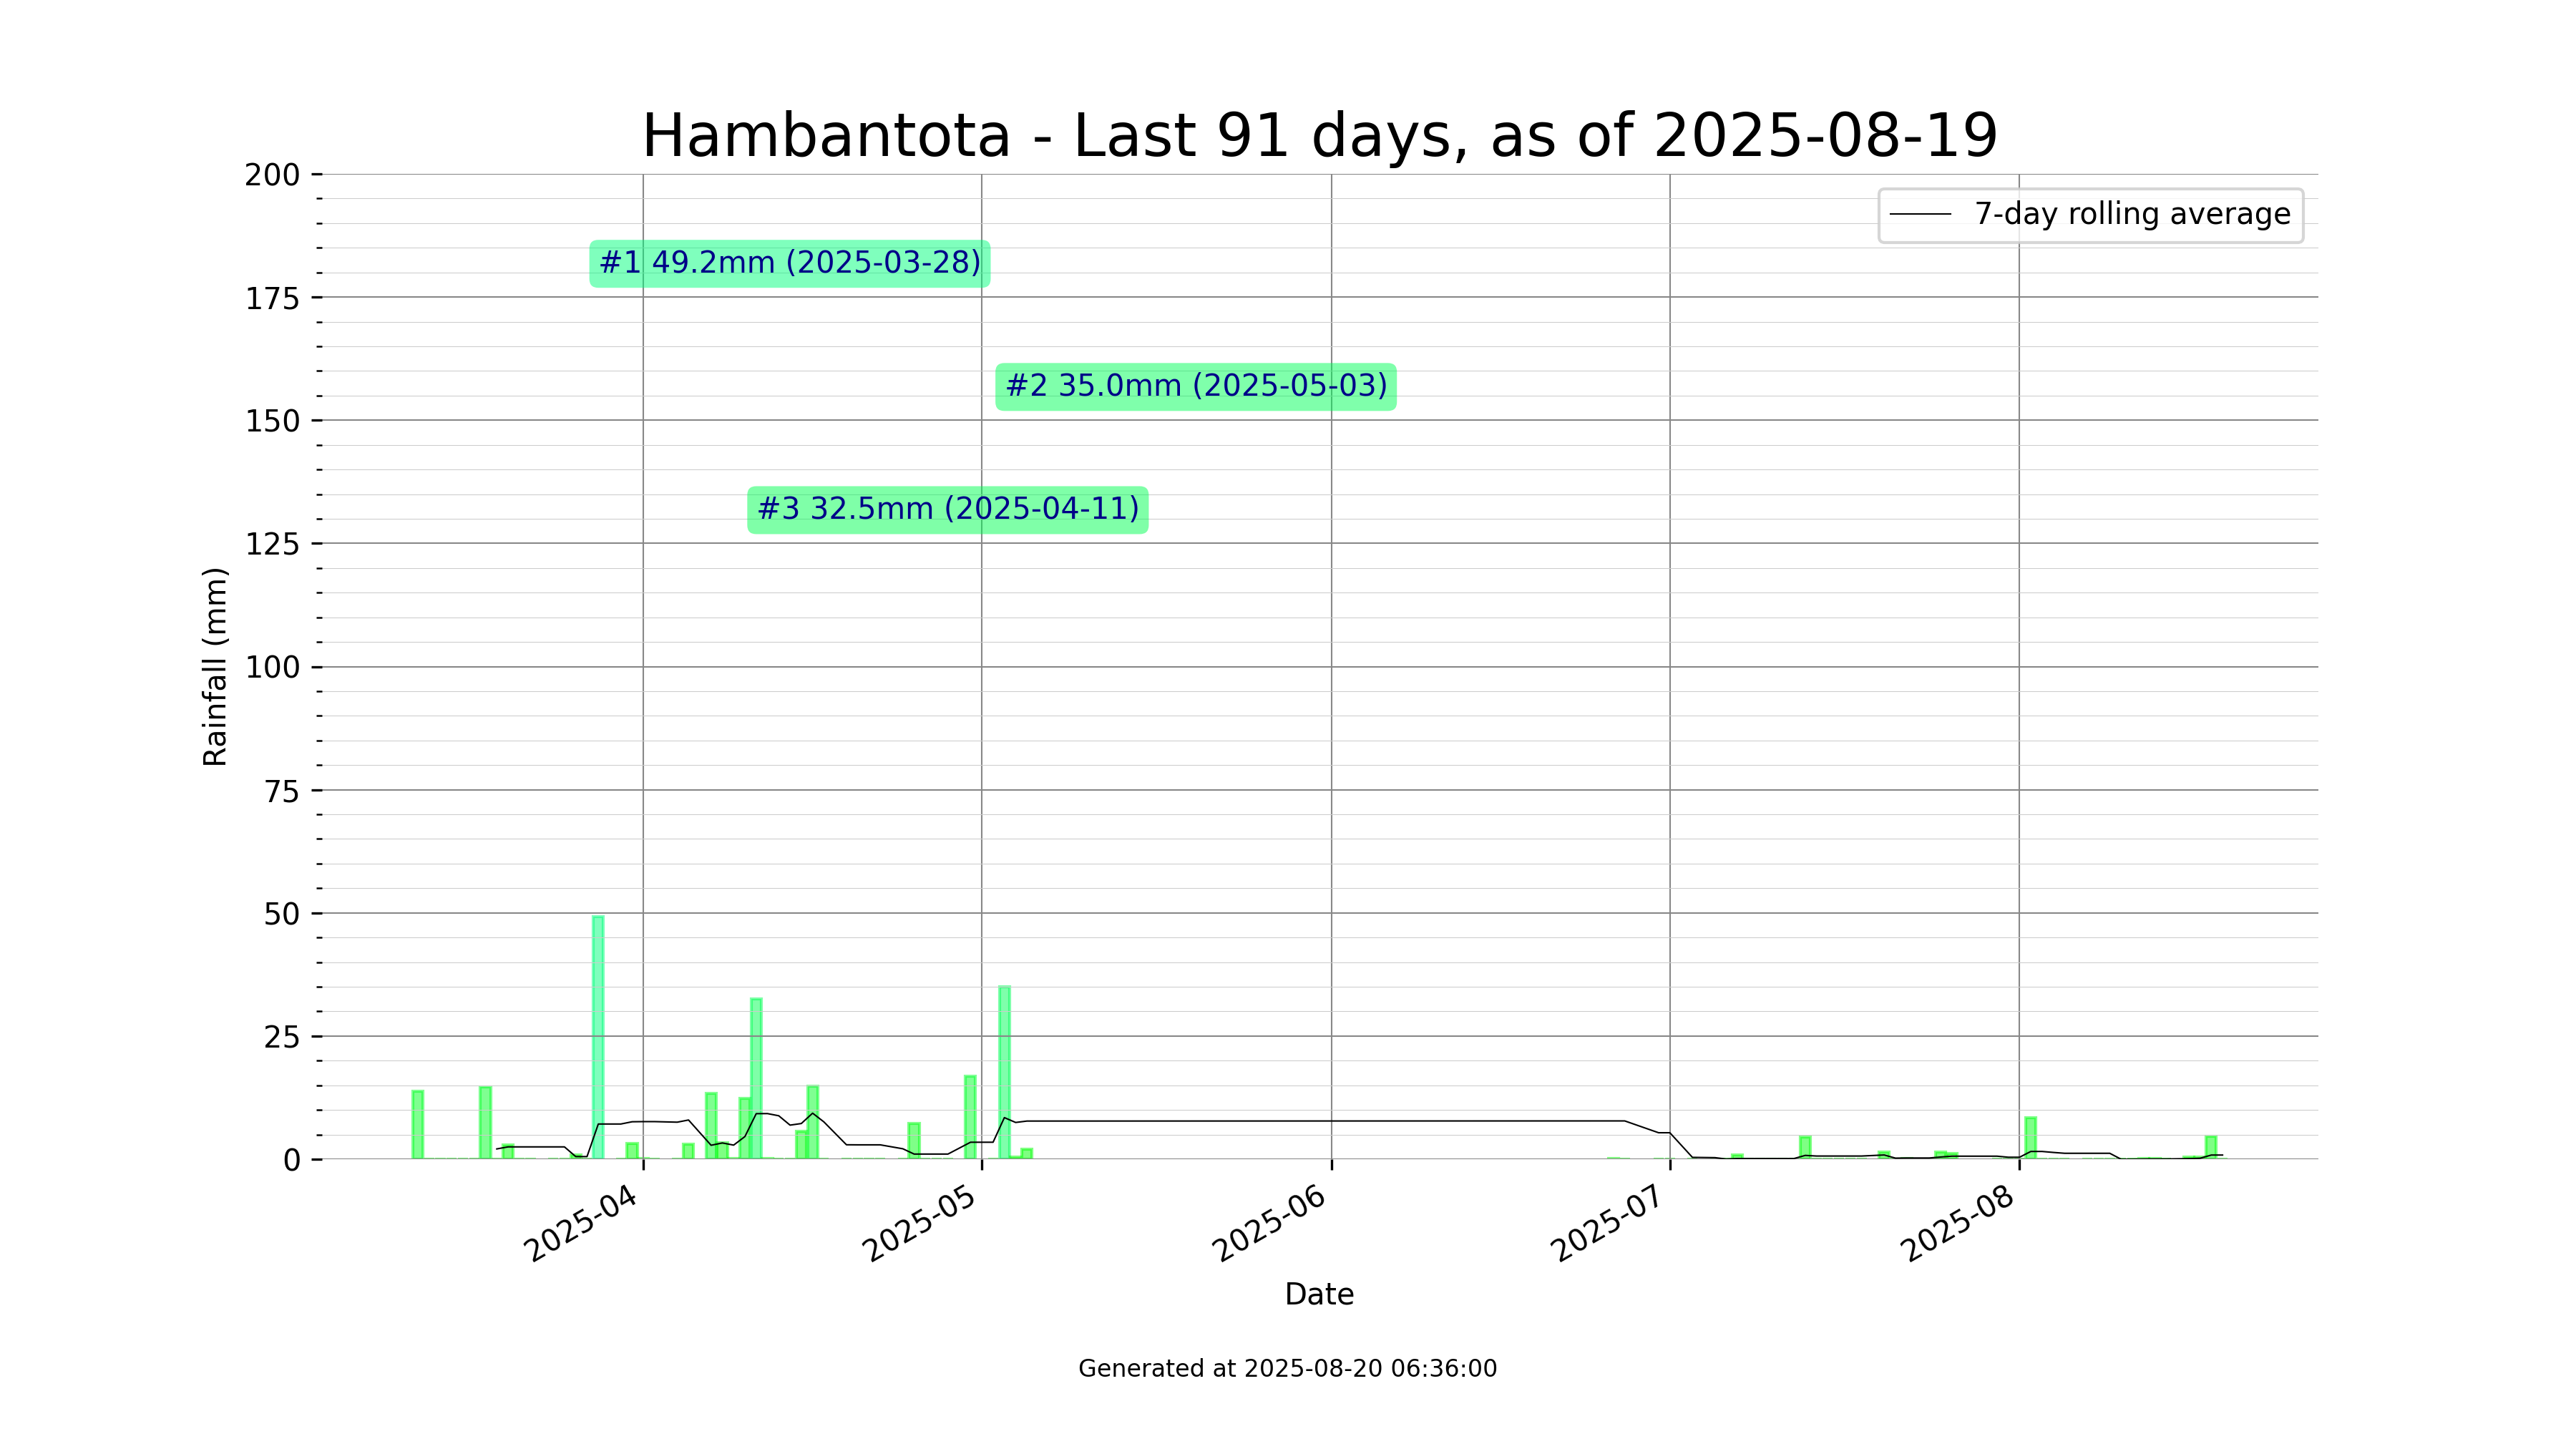 Hambantota - Last 91 days, as of 2025-08-19
7-day rolling average
#1 49.2mm (2025-03-28)
#2 35.0mm (2025-05-03)
#3 32.5mm (2025-04-11)
Rainfall (mm)
200
175
150
125
100
75
50
25
0
2025-04
2025-05
2025-06
2025-07
2025-08
Date
Generated at 2025-08-20 06:36:00